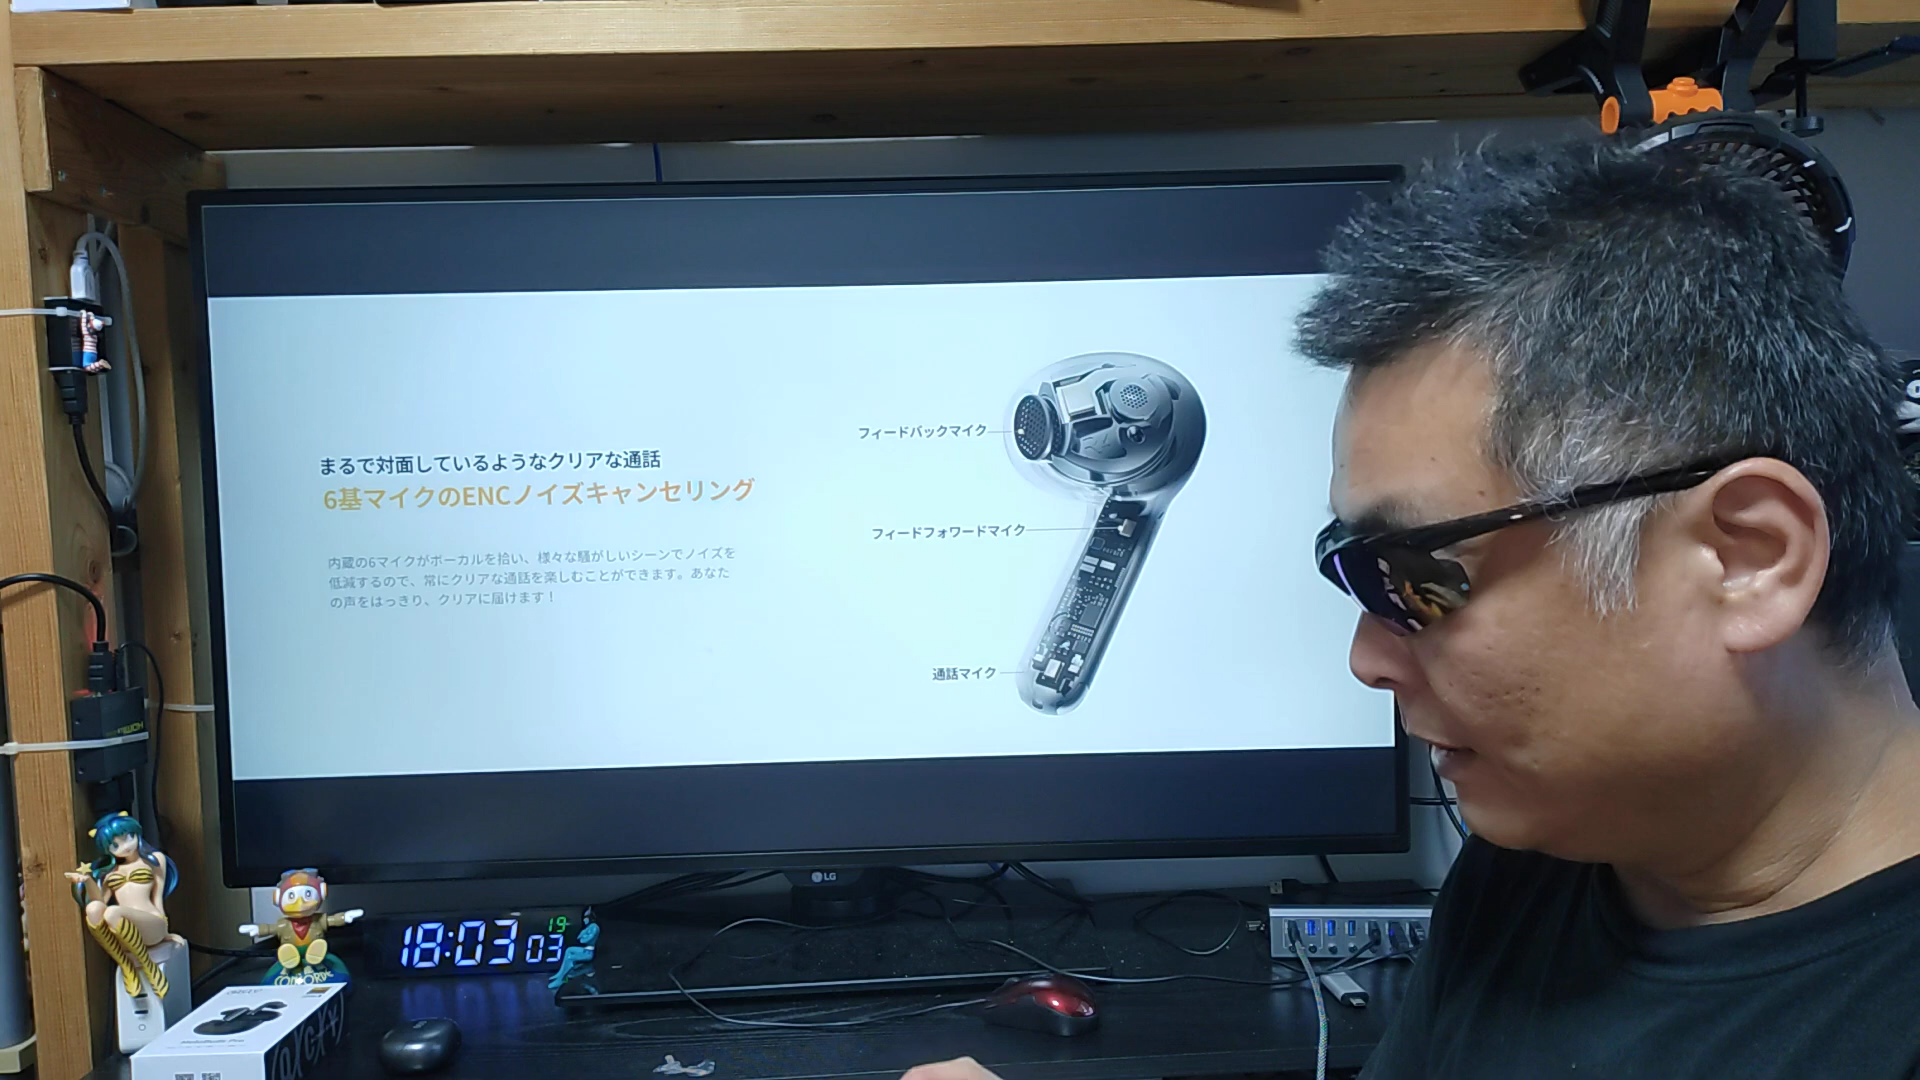 まるで対面しているようなクリアな通話
6基マイクのENCノイズキャンセリング
内蔵の6マイクがボーカルを拾い、様々な騒がしいシーンでノイズを
低減するので、常にクリアな通話を楽しむことができます。あなた
の声をはっきり、クリアに届けます！
フィードバックマイク
フィードフォワードマイク
通話マイク
LG
18:03 03
19